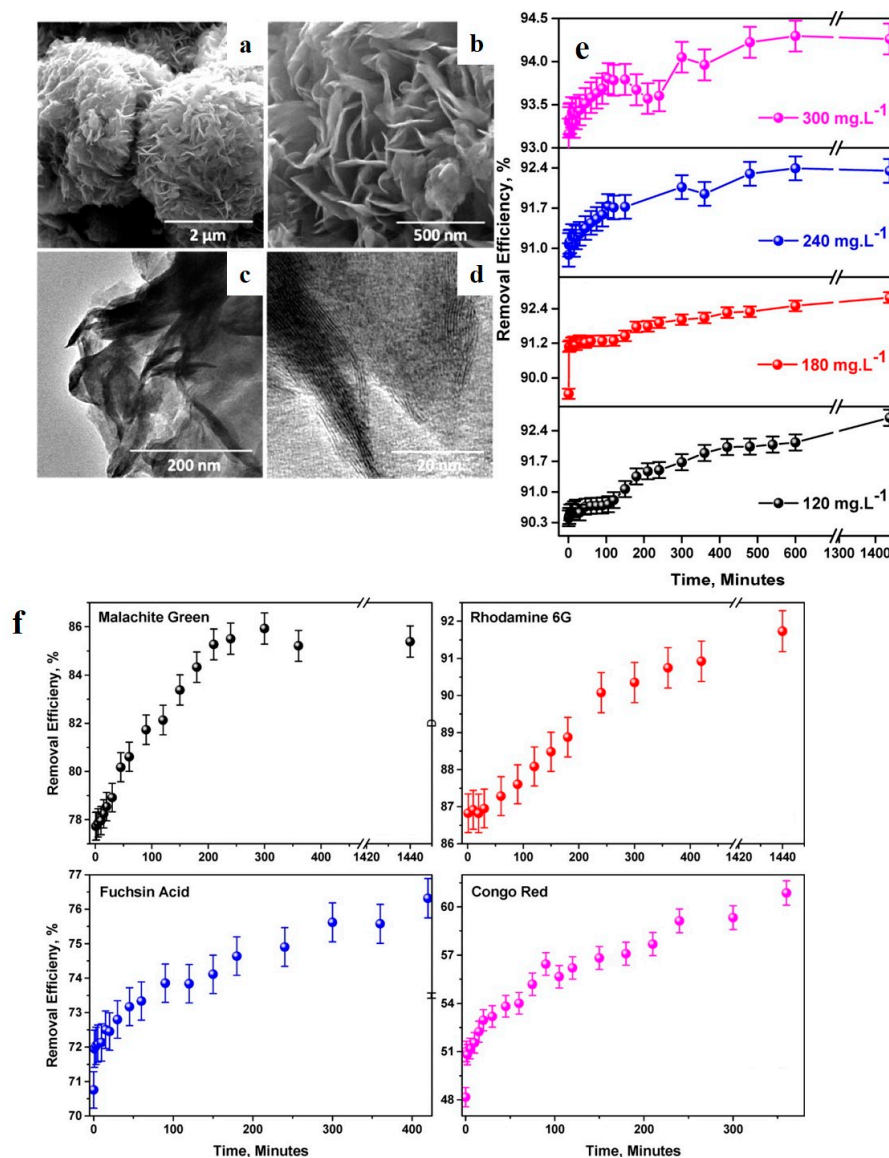 a
2 µm
b
500 nm
c
200 nm
d
20 nm
e
Removal Efficiency, %
94.5
94.0
93.5
93.0
300 mg.L-1
92.4
91.7
91.0
240 mg.L-1
92.4
91.2
90.0
180 mg.L-1
92.4
91.7
91.0
90.3
120 mg.L-1
0 100 200 300 400 500 600 1300 1400
Time, Minutes
f
Malachite Green
Removal Efficieny, %
86
84
82
80
78
0 100 200 300 400 1420 1440
Rhodamine 6G
D
92
91
90
89
88
87
86
0 100 200 300 400 1420 1440
Fuchsin Acid
Removal Efficieny, %
77
76
75
74
73
72
71
70
0 100 200 300 400
Time, Minutes
Congo Red
H
60
57
54
51
48
0 100 200 300
Time, Minutes